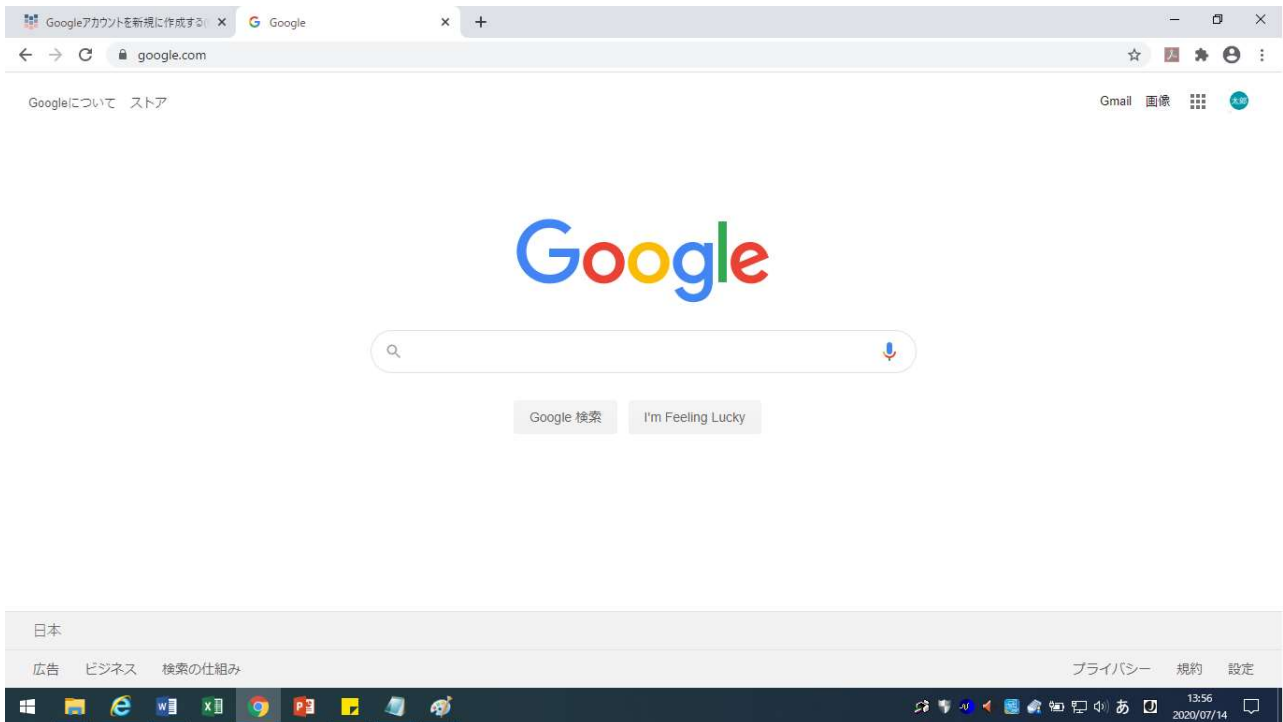 Googleアカウントを新規に作成する
Google
google.com
Googleについて ストア
Gmail 画像 太郎
Google
Google 検索 I'm Feeling Lucky
日本
広告 ビジネス 検索の仕組み
プライバシー 規約 設定
あ
13:56
2020/07/14